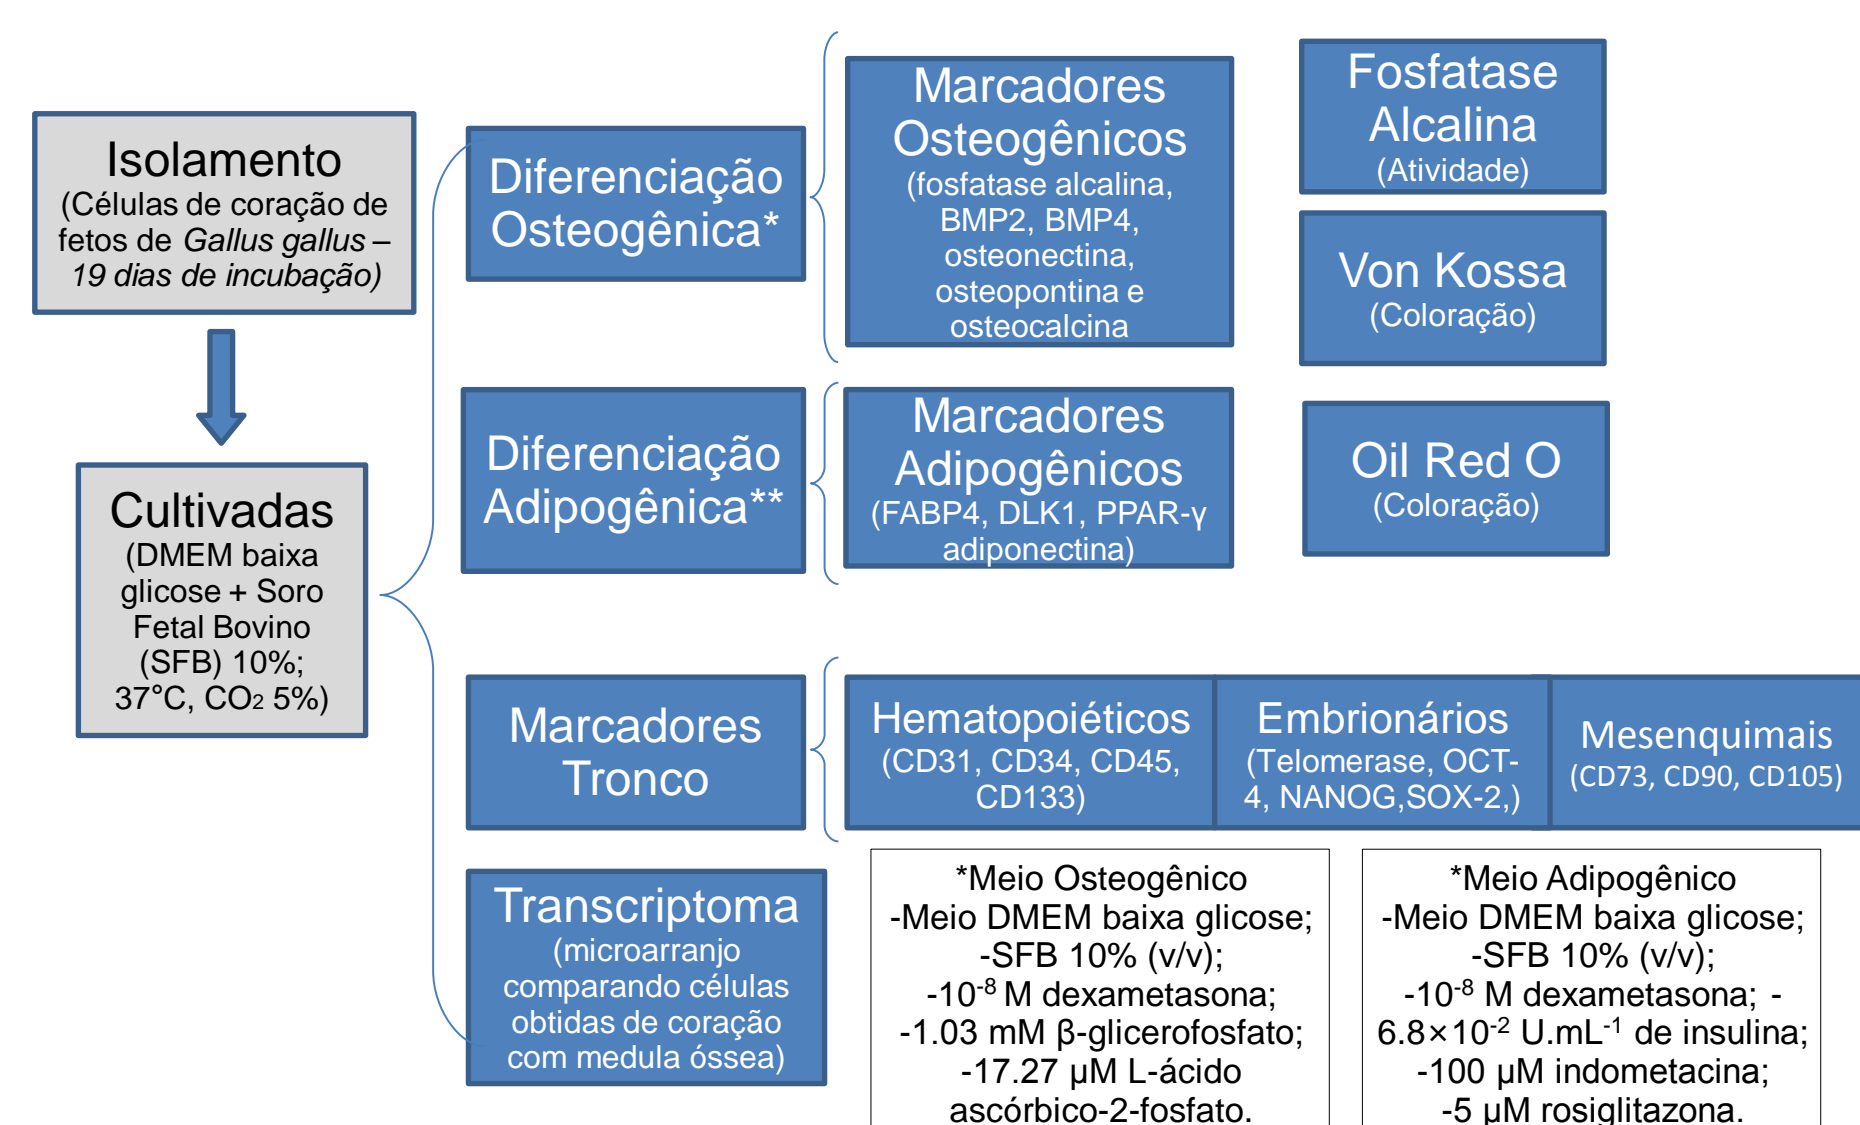 Isolamento
(Células de coração de
fetos de Gallus gallus –
19 dias de incubação)
Cultivadas
(DMEM baixa
glicose + Soro
Fetal Bovino
(SFB) 10%;
37°C, CO₂ 5%)
Diferenciação
Osteogênica*
Marcadores
Osteogênicos
(fosfatase alcalina,
BMP2, BMP4,
osteonectina,
osteopontina e
osteocalcina
Fosfatase
Alcalina
(Atividade)
Von Kossa
(Coloração)
Diferenciação
Adipogênica**
Marcadores
Adipogênicos
(FABP4, DLK1, PPAR-γ
adiponectina)
Oil Red O
(Coloração)
Marcadores
Tronco
Hematopoiéticos
(CD31, CD34, CD45,
CD133)
Embrionários
(Telomerase, OCT-
4, NANOG,SOX-2,)
Mesenquimais
(CD73, CD90, CD105)
Transcriptoma
(microarranjo
comparando células
obtidas de coração
com medula óssea)
*Meio Osteogênico
-Meio DMEM baixa glicose;
-SFB 10% (v/v);
-10⁻⁸ M dexametasona;
-1.03 mM β-glicerofosfato;
-17.27 μM L-ácido
ascórbico-2-fosfato.
*Meio Adipogênico
-Meio DMEM baixa glicose;
-SFB 10% (v/v);
-10⁻⁸ M dexametasona; -
6.8×10⁻² U.mL⁻¹ de insulina;
-100 μM indometacina;
-5 μM rosiglitazona.